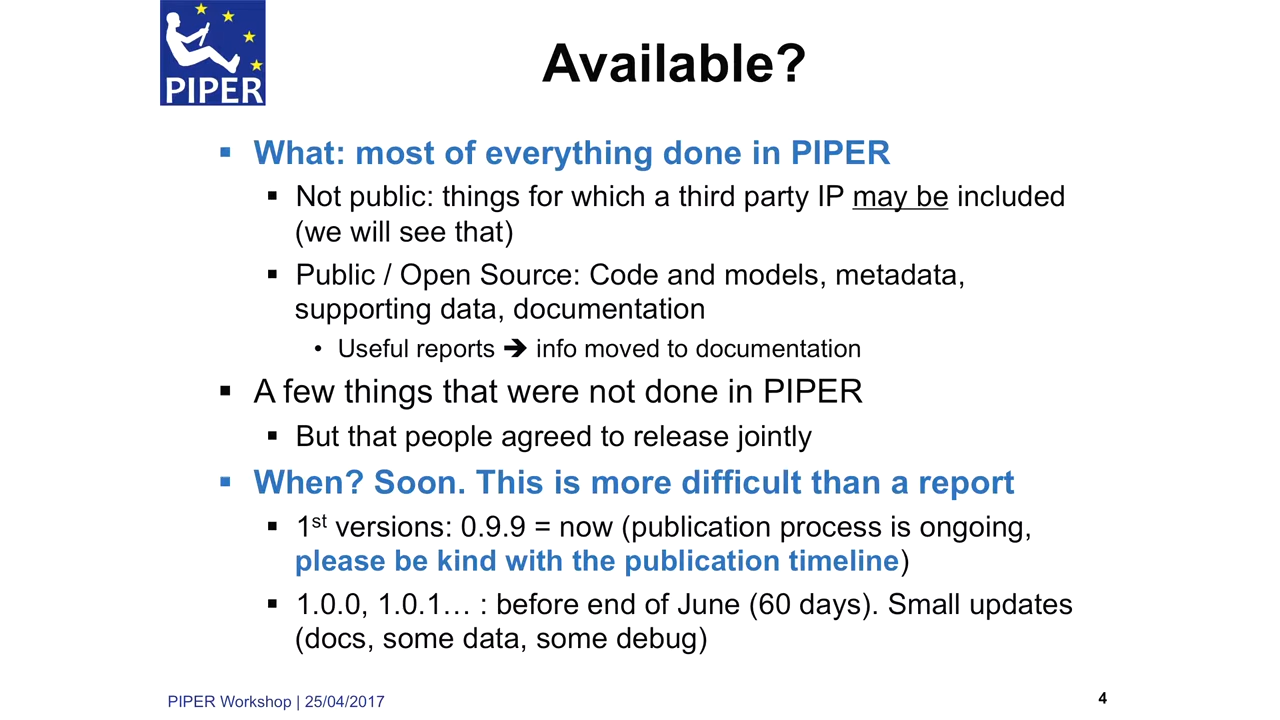 PIPER
Available?
▪ What: most of everything done in PIPER
▪ Not public: things for which a third party IP may be included
(we will see that)
▪ Public / Open Source: Code and models, metadata,
supporting data, documentation
• Useful reports ➔ info moved to documentation
▪ A few things that were not done in PIPER
▪ But that people agreed to release jointly
▪ When? Soon. This is more difficult than a report
▪ 1st versions: 0.9.9 = now (publication process is ongoing,
please be kind with the publication timeline)
▪ 1.0.0, 1.0.1… : before end of June (60 days). Small updates
(docs, some data, some debug)
PIPER Workshop | 25/04/2017
4